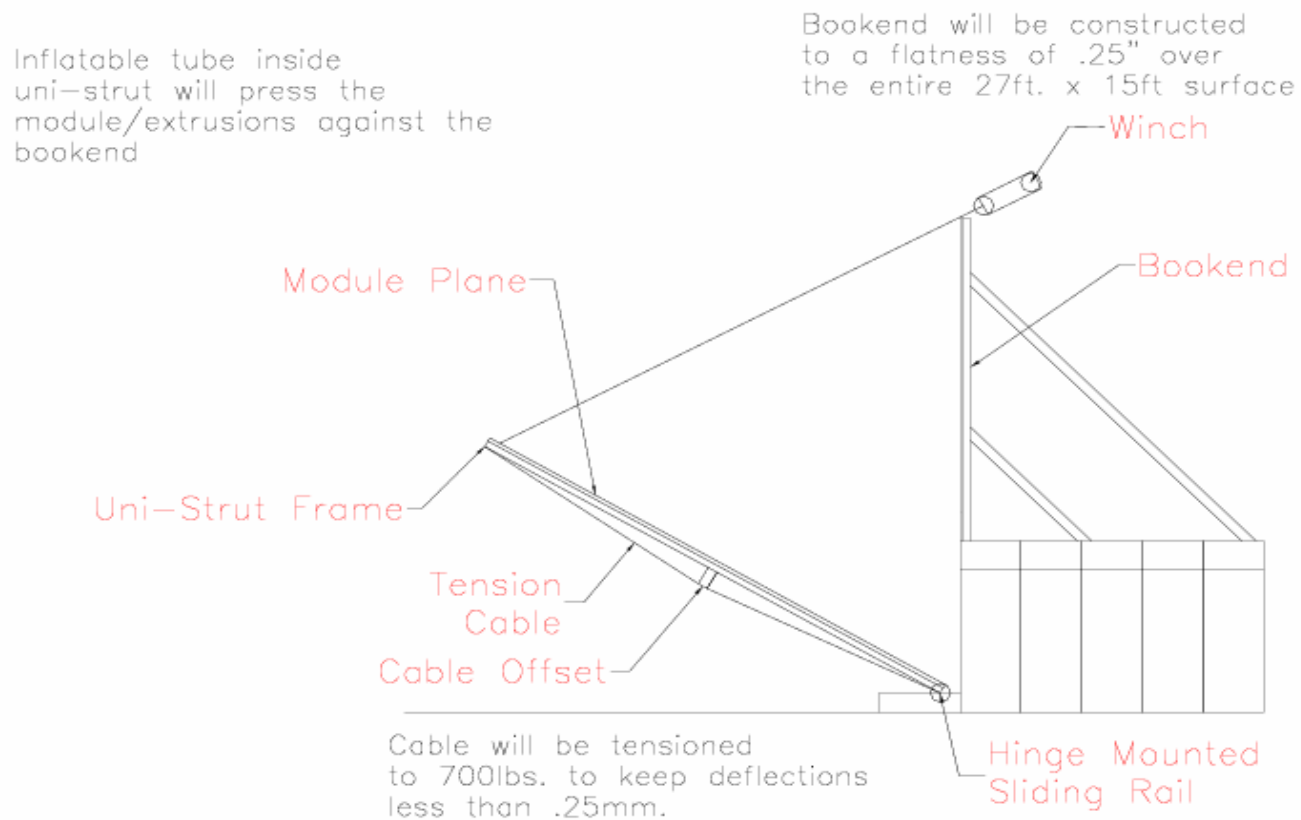 Inflatable tube inside
uni-strut will press the
module/extrusions against the
bookend
Bookend will be constructed
to a flatness of .25" over
the entire 27ft. x 15ft surface
Winch
Module Plane
Bookend
Uni-Strut Frame
Tension
Cable
Cable Offset
Cable will be tensioned
to 700lbs. to keep deflections
less than .25mm.
Hinge Mounted
Sliding Rail